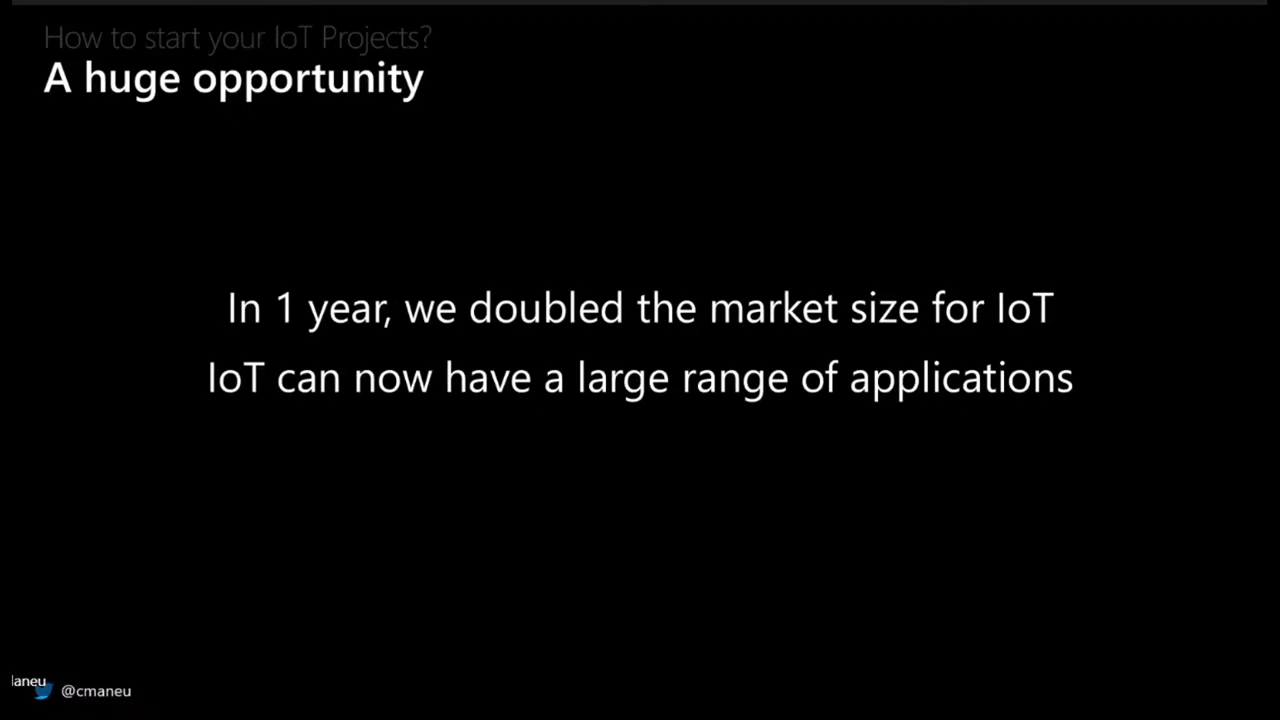 How to start your IoT Projects?
A huge opportunity
In 1 year, we doubled the market size for IoT
IoT can now have a large range of applications
laneu
@cmaneu